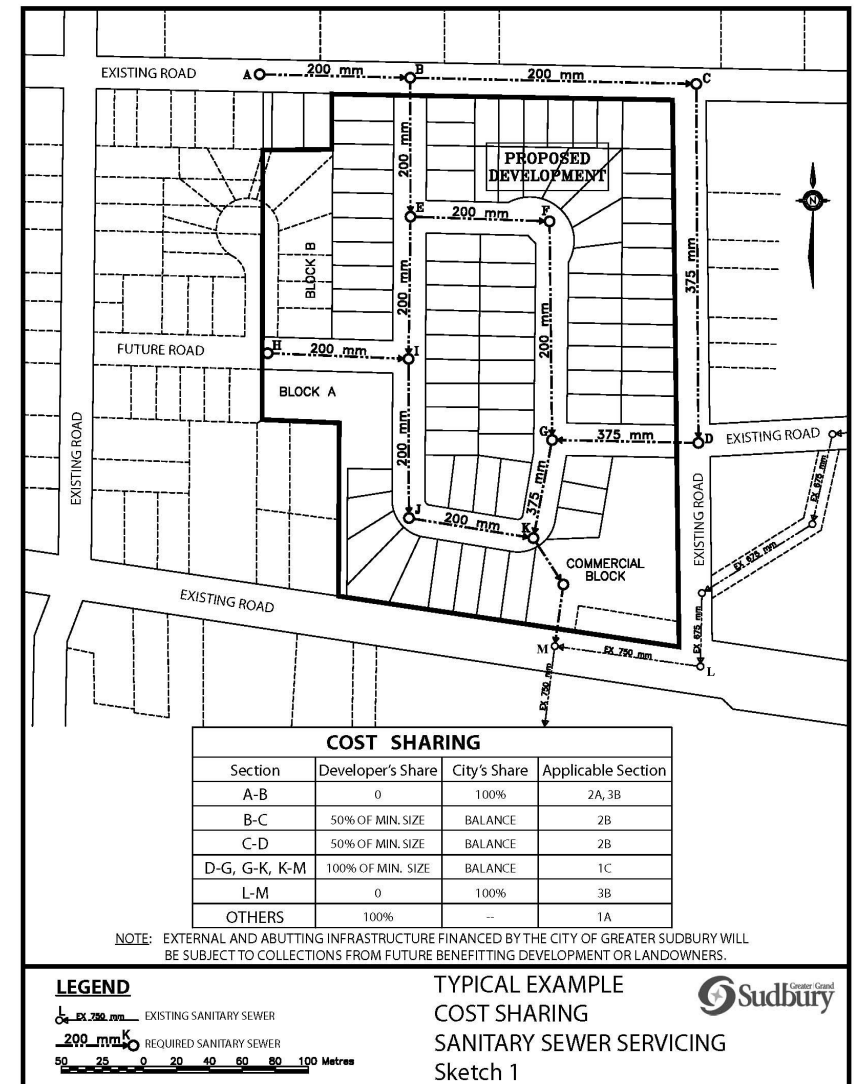 EXISTING ROAD
A
200 mm
B
200 mm
C
PROPOSED
DEVELOPMENT
N
200 mm
E
200 mm
F
375 mm
BLOCK B
200 mm
200 mm
FUTURE ROAD
H
200 mm
I
BLOCK A
EXISTING ROAD
200 mm
G
375 mm
D
EXISTING ROAD
EX 675 mm
375 mm
J
200 mm
K
EXISTING ROAD
EX 675 mm
COMMERCIAL
BLOCK
EXISTING ROAD
EX 675 mm
M
EX 750 mm
L
EX 750 mm
COST SHARING
Section Developer's Share City's Share Applicable Section
A-B 0 100% 2A, 3B
B-C 50% OF MIN. SIZE BALANCE 2B
C-D 50% OF MIN. SIZE BALANCE 2B
D-G, G-K, K-M 100% OF MIN. SIZE BALANCE 1C
L-M 0 100% 3B
OTHERS 100% -- 1A
NOTE: EXTERNAL AND ABUTTING INFRASTRUCTURE FINANCED BY THE CITY OF GREATER SUDBURY WILL
BE SUBJECT TO COLLECTIONS FROM FUTURE BENEFITTING DEVELOPMENT OR LANDOWNERS.
LEGEND
L EX 750 mm EXISTING SANITARY SEWER
200 mm K REQUIRED SANITARY SEWER
50 25 0 20 40 60 80 100 Metres
TYPICAL EXAMPLE
COST SHARING
SANITARY SEWER SERVICING
Sketch 1
Greater | Grand
Sudbury